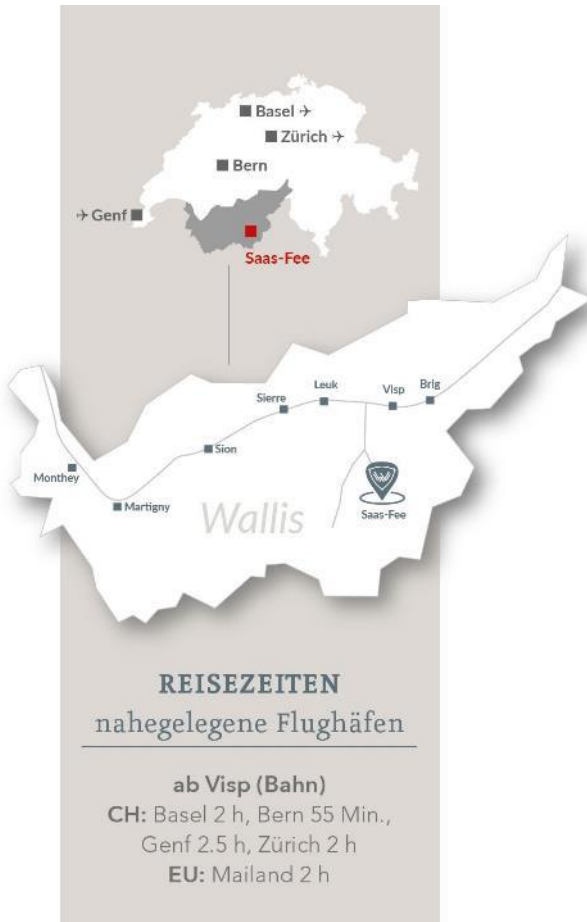 Basel
Zürich
Bern
Genf
Saas-Fee
Leuk
Visp
Brig
Sierre
Sion
Monthey
Martigny
Wallis
Saas-Fee
REISEZEITEN
nahegelegene Flughäfen
ab Visp (Bahn)
CH: Basel 2 h, Bern 55 Min.,
Genf 2.5 h, Zürich 2 h
EU: Mailand 2 h